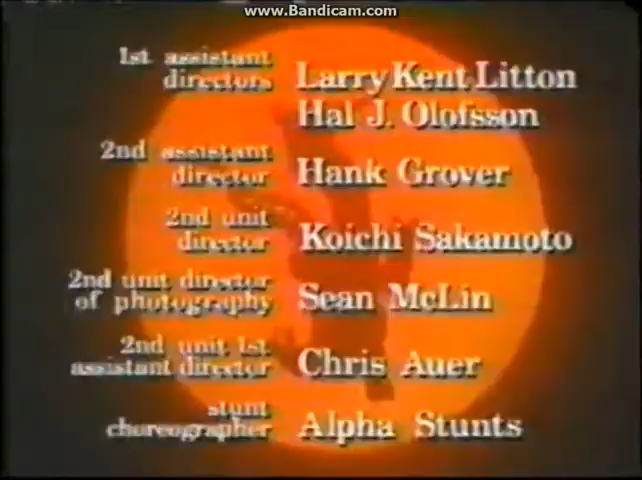 www.Bandicam.com
1st assistant directors Larry Kent Litton
Hal J. Olofsson
2nd assistant director Hank Grover
2nd unit director Koichi Sakamoto
2nd unit director of photography Sean McLin
2nd unit 1st assistant director Chris Auer
stunt choreographer Alpha Stunts